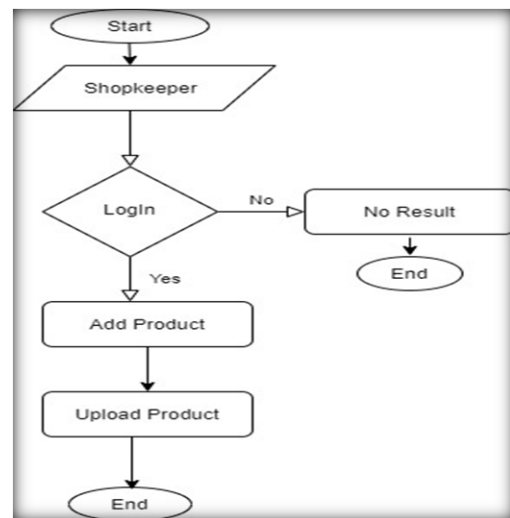 Start
Shopkeeper
LogIn
No
No Result
End
Yes
Add Product
Upload Product
End